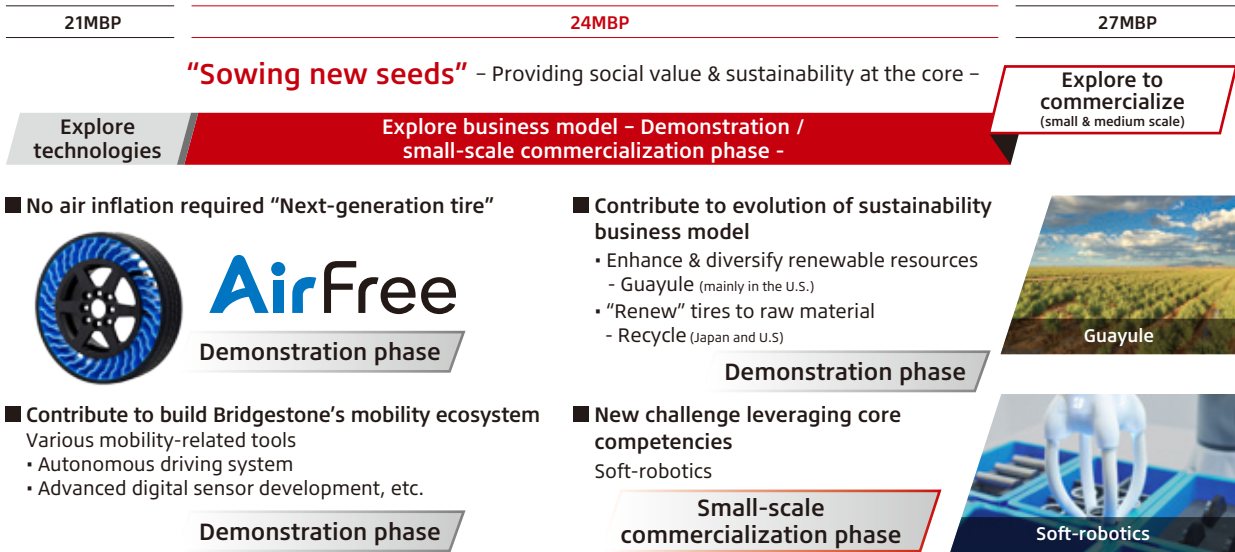 21MBP
24MBP
27MBP
“Sowing new seeds” – Providing social value & sustainability at the core –
Explore to
commercialize
(small & medium scale)
Explore
technologies
Explore business model – Demonstration /
small-scale commercialization phase -
■ No air inflation required “Next-generation tire”
AirFree
Demonstration phase
■ Contribute to evolution of sustainability
business model
・Enhance & diversify renewable resources
- Guayule (mainly in the U.S.)
・“Renew” tires to raw material
- Recycle (Japan and U.S)
Demonstration phase
Guayule
■ Contribute to build Bridgestone’s mobility ecosystem
Various mobility-related tools
・Autonomous driving system
・Advanced digital sensor development, etc.
Demonstration phase
■ New challenge leveraging core
competencies
Soft-robotics
Small-scale
commercialization phase
Soft-robotics